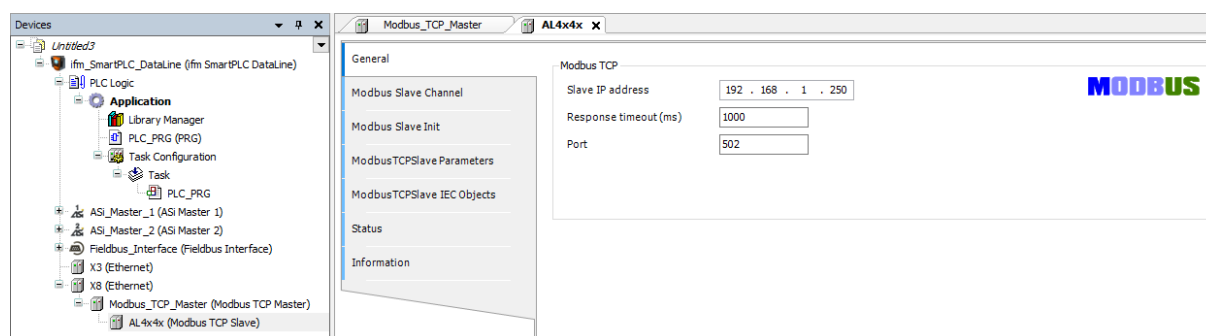 Devices
Untitled3
ifm_SmartPLC_DataLine (ifm SmartPLC DataLine)
PLC Logic
Application
Library Manager
PLC_PRG (PRG)
Task Configuration
Task
PLC_PRG
ASi_Master_1 (ASi Master 1)
ASi_Master_2 (ASi Master 2)
Fieldbus_Interface (Fieldbus Interface)
X3 (Ethernet)
X8 (Ethernet)
Modbus_TCP_Master (Modbus TCP Master)
AL4x4x (Modbus TCP Slave)
Modbus_TCP_Master
AL4x4x
General
Modbus Slave Channel
Modbus Slave Init
ModbusTCPSlave Parameters
ModbusTCPSlave IEC Objects
Status
Information
Modbus TCP
Slave IP address 192 . 168 . 1 . 250
Response timeout (ms) 1000
Port 502
MODBUS